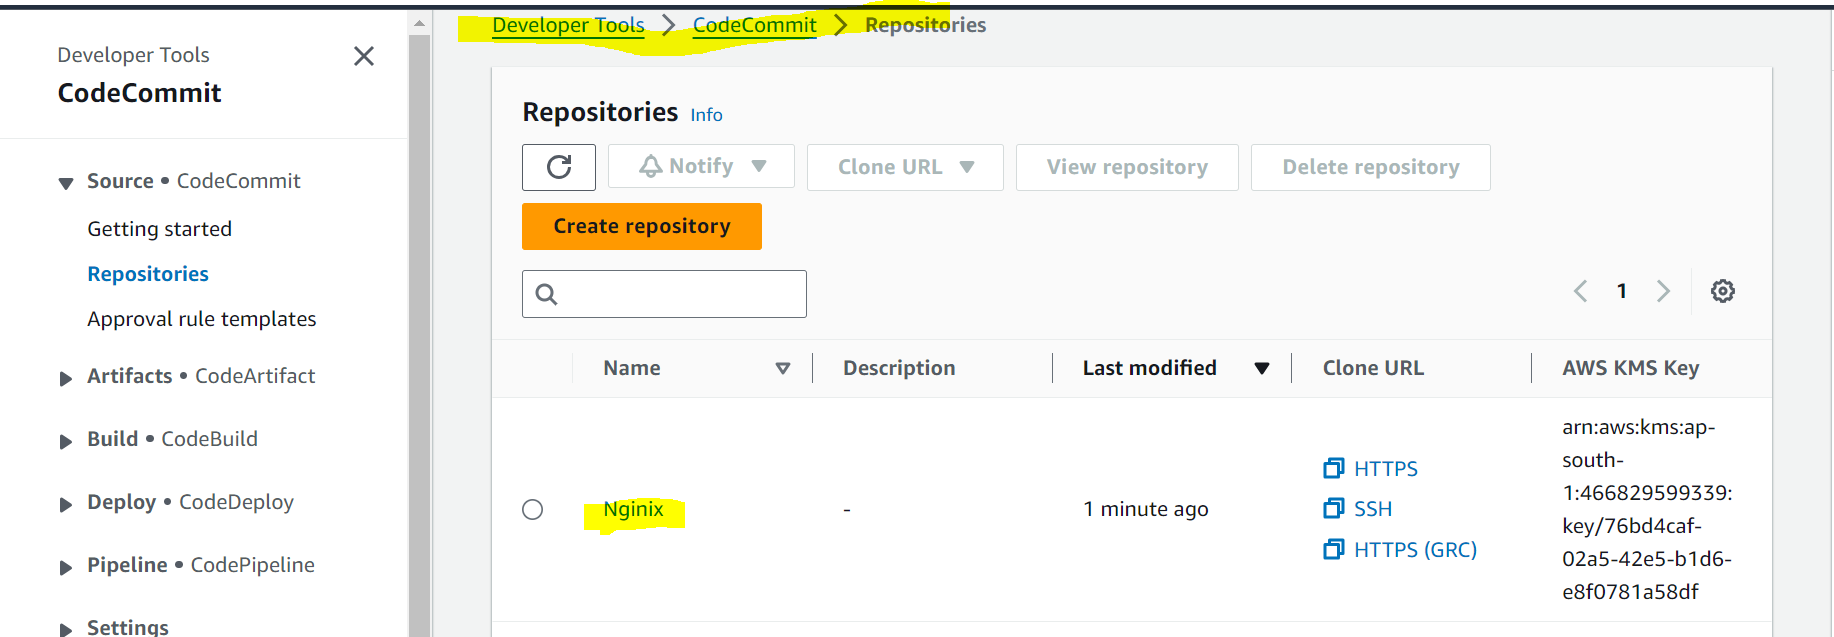 Developer Tools
CodeCommit
Source • CodeCommit
Getting started
Repositories
Approval rule templates
Artifacts • CodeArtifact
Build • CodeBuild
Deploy • CodeDeploy
Pipeline • CodePipeline
Settings
Developer Tools > CodeCommit > Repositories
Repositories Info
Notify Clone URL View repository Delete repository
Create repository
1
Name Description Last modified Clone URL AWS KMS Key
Nginix - 1 minute ago
HTTPS
SSH
HTTPS (GRC)
arn:aws:kms:ap-
south-
1:466829599339:
key/76bd4caf-
02a5-42e5-b1d6-
e8f0781a58df